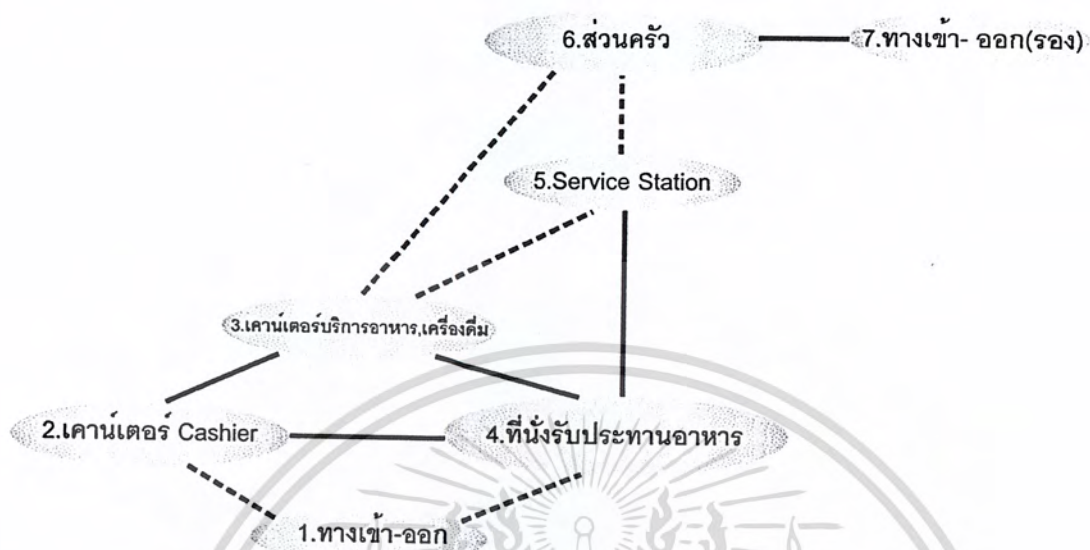 6.ส่วนครัว
7.ทางเข้า- ออก(รอง)
5.Service Station
3.เคาน์เตอร์บริการอาหาร,เครื่องดื่ม
2.เคาน์เตอร์ Cashier
4.ที่นั่งรับประทานอาหาร
1.ทางเข้า-ออก